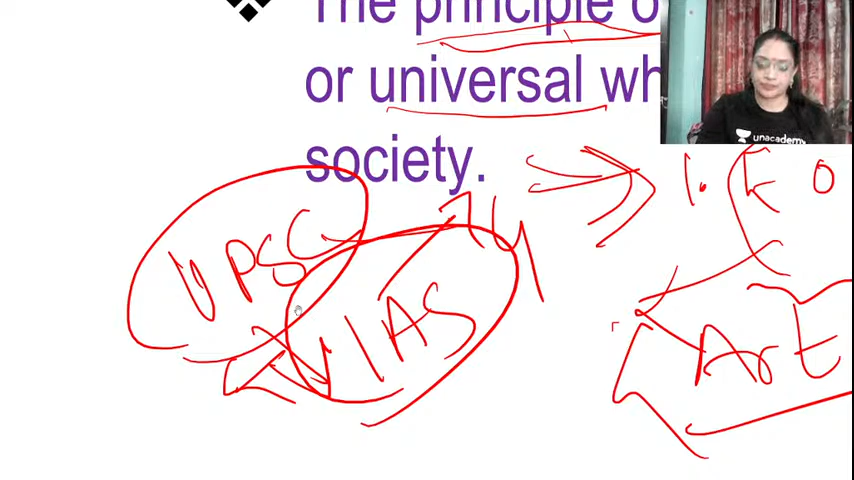 The principle o
or universal wh
society.
unacademy
1. K O
UPSC
IAS
Art